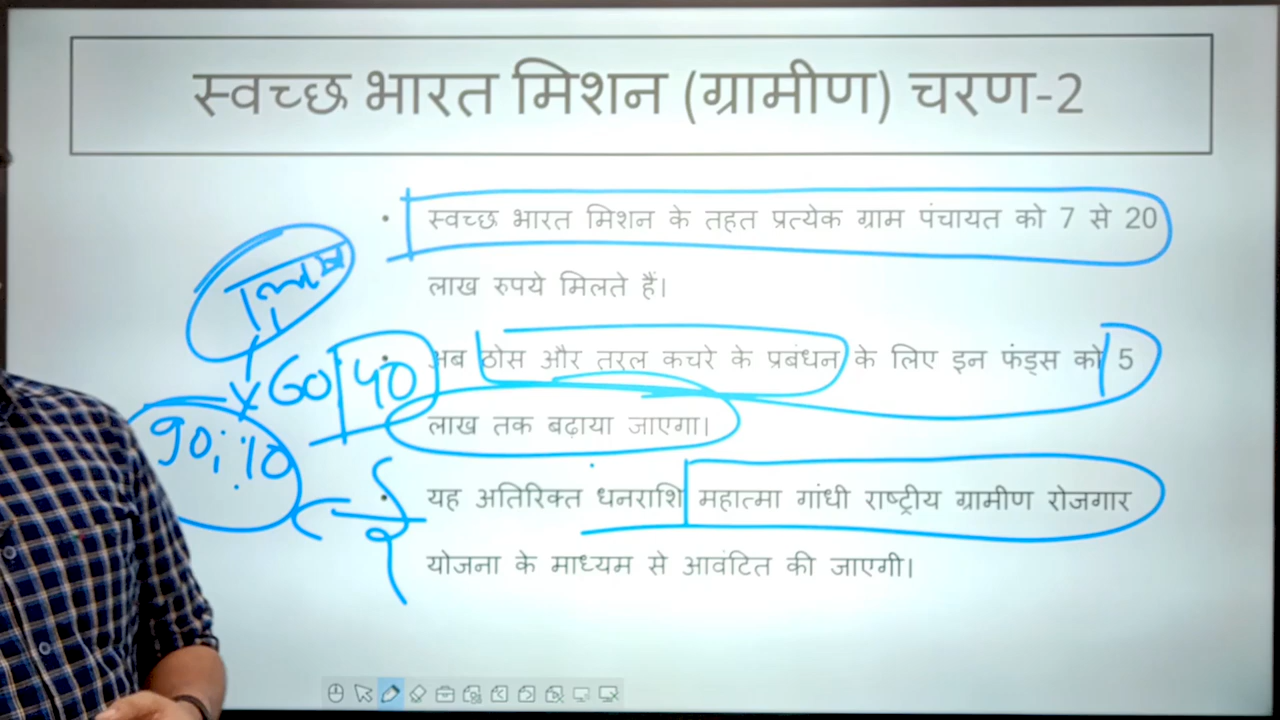 स्वच्छ भारत मिशन (ग्रामीण) चरण-2
• स्वच्छ भारत मिशन के तहत प्रत्येक ग्राम पंचायत को 7 से 20
लाख रुपये मिलते हैं।
60 40
• अब ठोस और तरल कचरे के प्रबंधन के लिए इन फंड्स को 5
लाख तक बढ़ाया जाएगा।
90:10
• यह अतिरिक्त धनराशि महात्मा गांधी राष्ट्रीय ग्रामीण रोजगार
योजना के माध्यम से आवंटित की जाएगी।